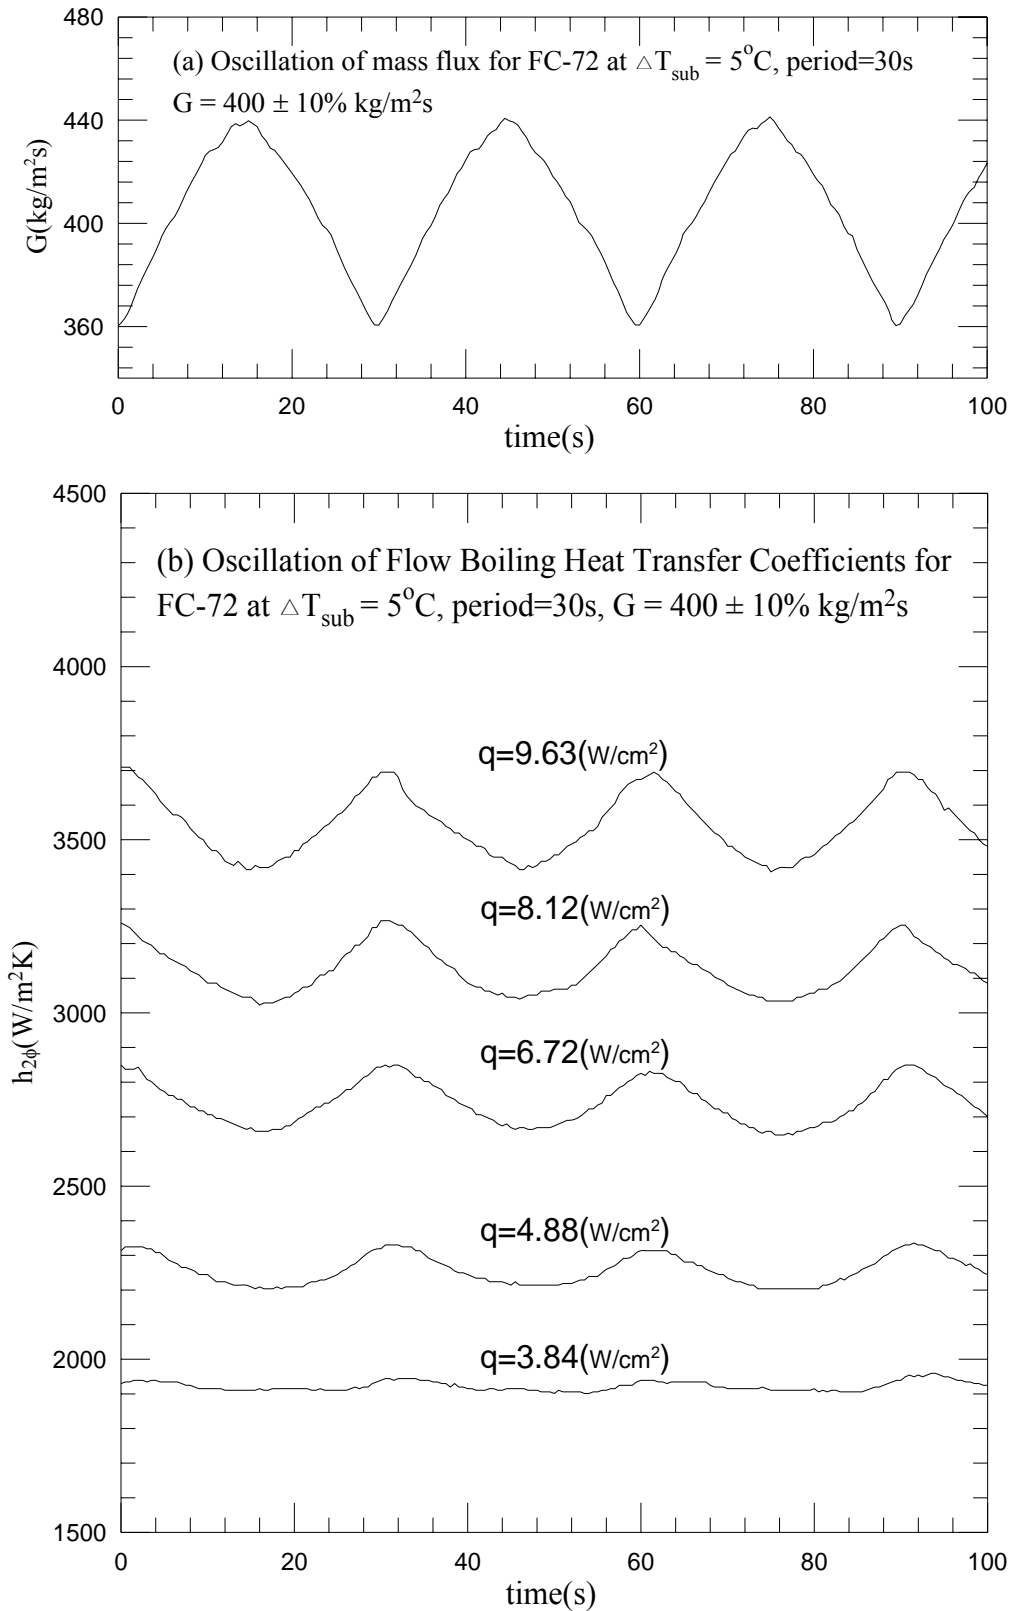 480
440
400
360
G(kg/m²s)
(a) Oscillation of mass flux for FC-72 at △T_sub = 5°C, period=30s
G = 400 ± 10% kg/m²s
0 20 40 60 80 100
time(s)
4500
4000
3500
3000
2500
2000
1500
h_2ϕ(W/m²K)
(b) Oscillation of Flow Boiling Heat Transfer Coefficients for
FC-72 at △T_sub = 5°C, period=30s, G = 400 ± 10% kg/m²s
q=9.63(W/cm²)
q=8.12(W/cm²)
q=6.72(W/cm²)
q=4.88(W/cm²)
q=3.84(W/cm²)
0 20 40 60 80 100
time(s)